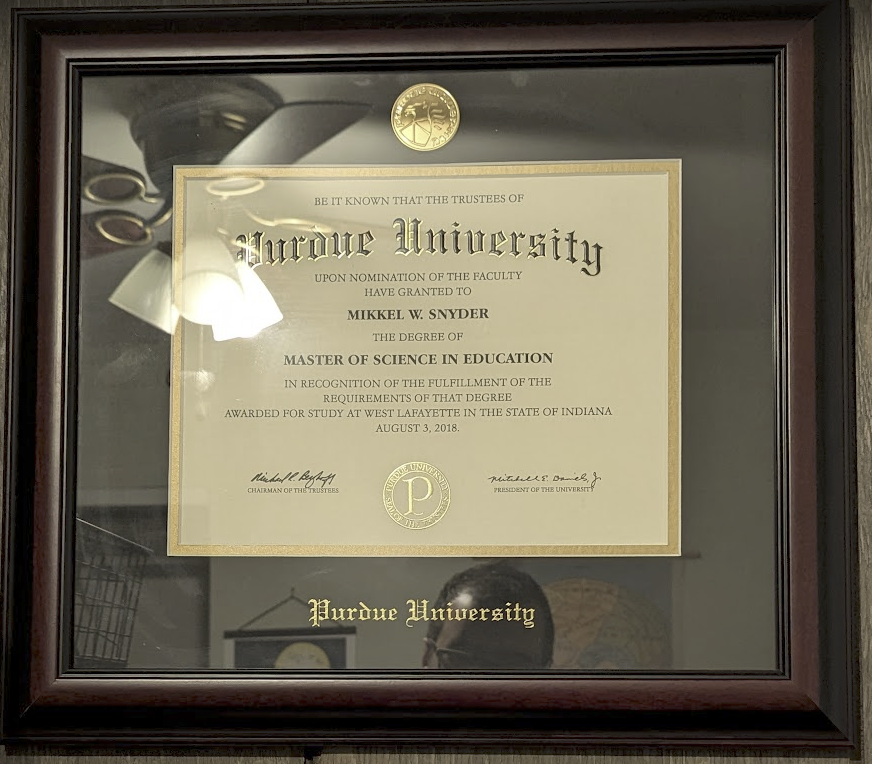 BE IT KNOWN THAT THE TRUSTEES OF
Purdue University
UPON NOMINATION OF THE FACULTY
HAVE GRANTED TO
MIKKEL W. SNYDER
THE DEGREE OF
MASTER OF SCIENCE IN EDUCATION
IN RECOGNITION OF THE FULFILLMENT OF THE
REQUIREMENTS OF THAT DEGREE
AWARDED FOR STUDY AT WEST LAFAYETTE IN THE STATE OF INDIANA
AUGUST 3, 2018.
CHAIRMAN OF THE TRUSTEES
PURDUE UNIVERSITY
P
PRESIDENT OF THE UNIVERSITY
Purdue University